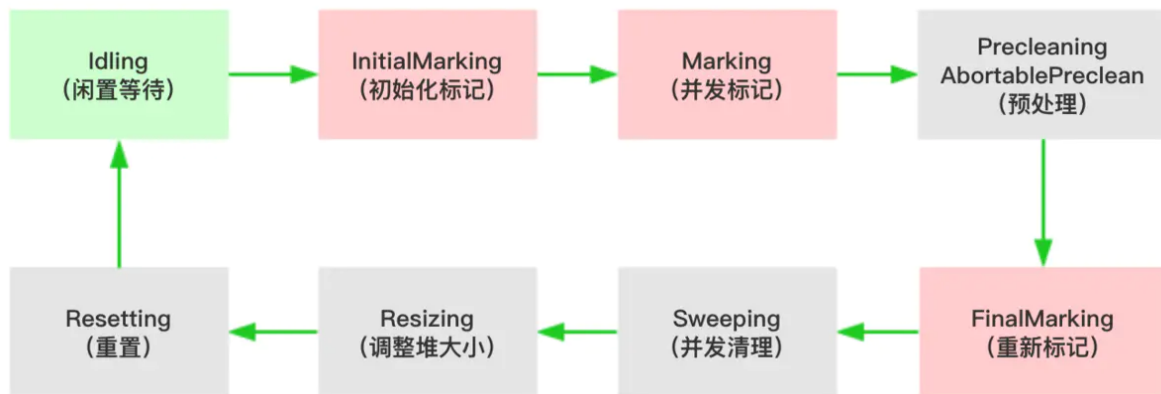 Idling
（闲置等待）
InitialMarking
（初始化标记）
Marking
（并发标记）
Precleaning
AbortablePreclean
（预处理）
Resetting
（重置）
Resizing
（调整堆大小）
Sweeping
（并发清理）
FinalMarking
（重新标记）